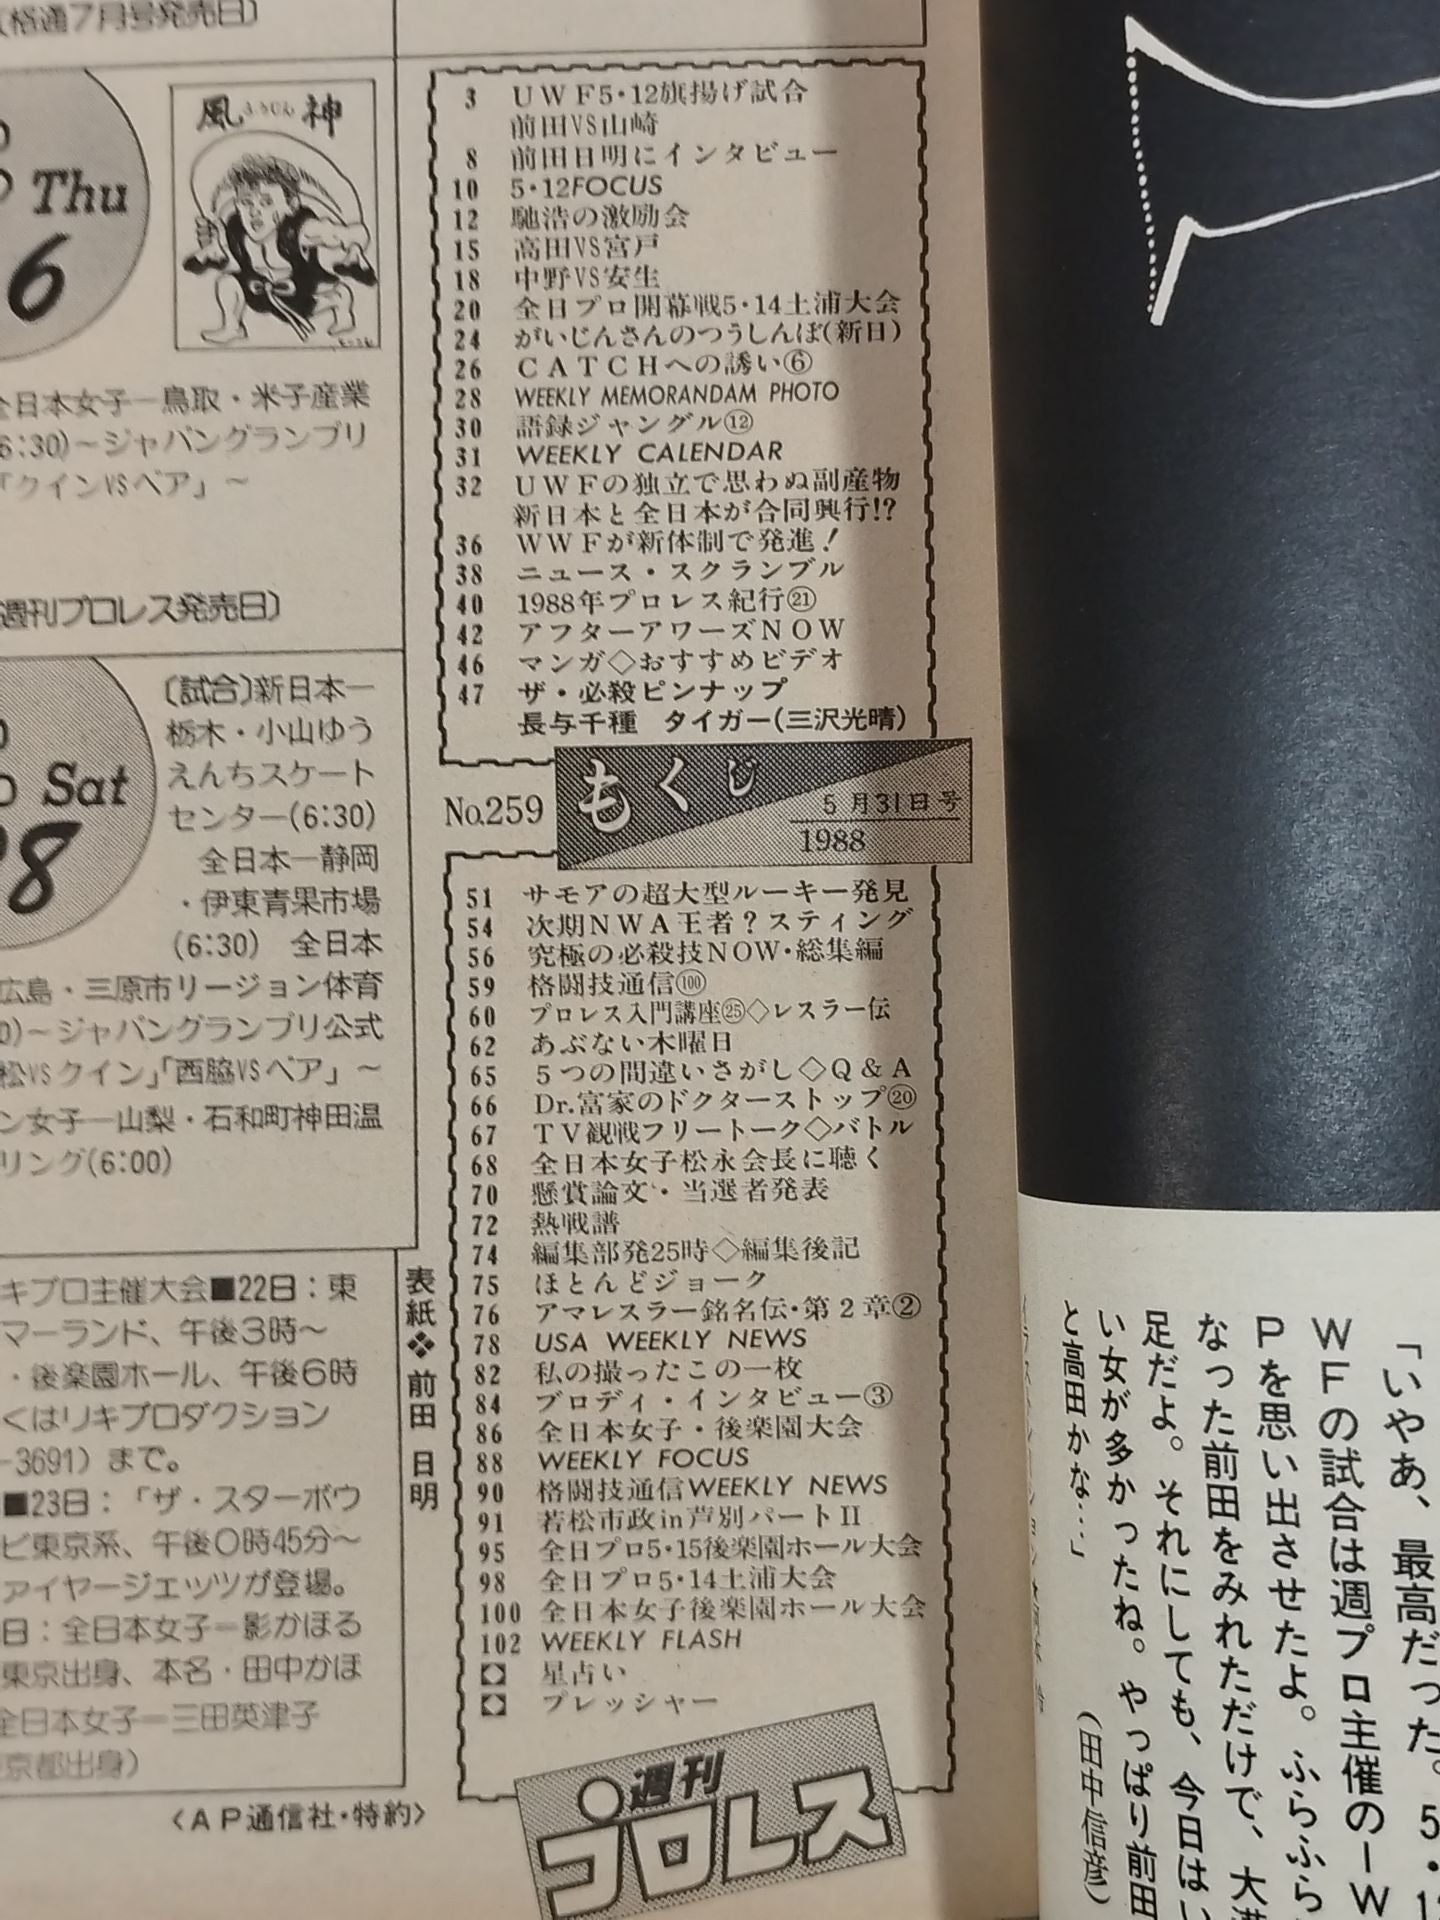 格通7月号発売日〕
風神
ふうじん
Thu
6
全日本女子―鳥取・米子産業
(6:30)～ジャパングランプリ
「クインVSベア」～
週刊プロレス発売日〕
Sat
8
〔試合〕新日本―
栃木・小山ゆう
えんちスケート
センター(6:30)
全日本―静岡
・伊東青果市場
(6:30) 全日本
広島・三原市リージョン体育
0)～ジャパングランプリ公式
松VSクイン」「西脇VSベア」～
ン女子―山梨・石和町神田温
リング(6:00)
キプロ主催大会■22日：東
マーランド、午後3時～
・後楽園ホール、午後6時
くはリキプロダクション
-3691）まで。
■23日：「ザ・スターボウ
ビ東京系、午後〇時45分～
ァイヤージェッツが登場。
日：全日本女子＝影かほる
東京出身、本名・田中かほ
全日本女子＝三田英津子
京都出身）
〈AP通信社・特約〉
表紙❖前田日明
3 UWF5・12旗揚げ試合
前田VS山崎
8 前田日明にインタビュー
10 5・12FOCUS
12 馳浩の激励会
15 高田VS宮戸
18 中野VS安生
20 全日プロ開幕戦5・14土浦大会
24 がいじんさんのつうしんぼ(新日)
26 CATCHへの誘い⑥
28 WEEKLY MEMORANDAM PHOTO
30 語録ジャングル⑫
31 WEEKLY CALENDAR
32 UWFの独立で思わぬ副産物
新日本と全日本が合同興行!?
36 WWFが新体制で発進！
38 ニュース・スクランブル
40 1988年プロレス紀行㉑
42 アフターアワーズNOW
46 マンガ◇おすすめビデオ
47 ザ・必殺ピンナップ
長与千種 タイガー(三沢光晴)
No.259 もくじ 5月31日号
1988
51 サモアの超大型ルーキー発見
54 次期NWA王者？スティング
56 究極の必殺技NOW・総集編
59 格闘技通信(100)
60 プロレス入門講座㉕◇レスラー伝
62 あぶない木曜日
65 5つの間違いさがし◇Q＆A
66 Dr.富家のドクターストップ⑳
67 TV観戦フリートーク◇バトル
68 全日本女子松永会長に聴く
70 懸賞論文・当選者発表
72 熱戦譜
74 編集部発25時◇編集後記
75 ほとんどジョーク
76 アマレスラー銘名伝・第2章②
78 USA WEEKLY NEWS
82 私の撮ったこの一枚
84 ブロディ・インタビュー③
86 全日本女子・後楽園大会
88 WEEKLY FOCUS
90 格闘技通信WEEKLY NEWS
91 若松市政in芦別パートII
95 全日プロ5・15後楽園ホール大会
98 全日プロ5・14土浦大会
100 全日本女子後楽園ホール大会
102 WEEKLY FLASH
星占い
プレッシャー
週刊
プロレス
「いやあ、最高だった。5・12
WFの試合は週プロ主催のーW
Pを思い出させたよ。ふらふら
なった前田をみれただけで、大満
足だよ。それにしても、今日はい
い女が多かったね。やっぱり前田
と高田かな…」
（田中信彦）